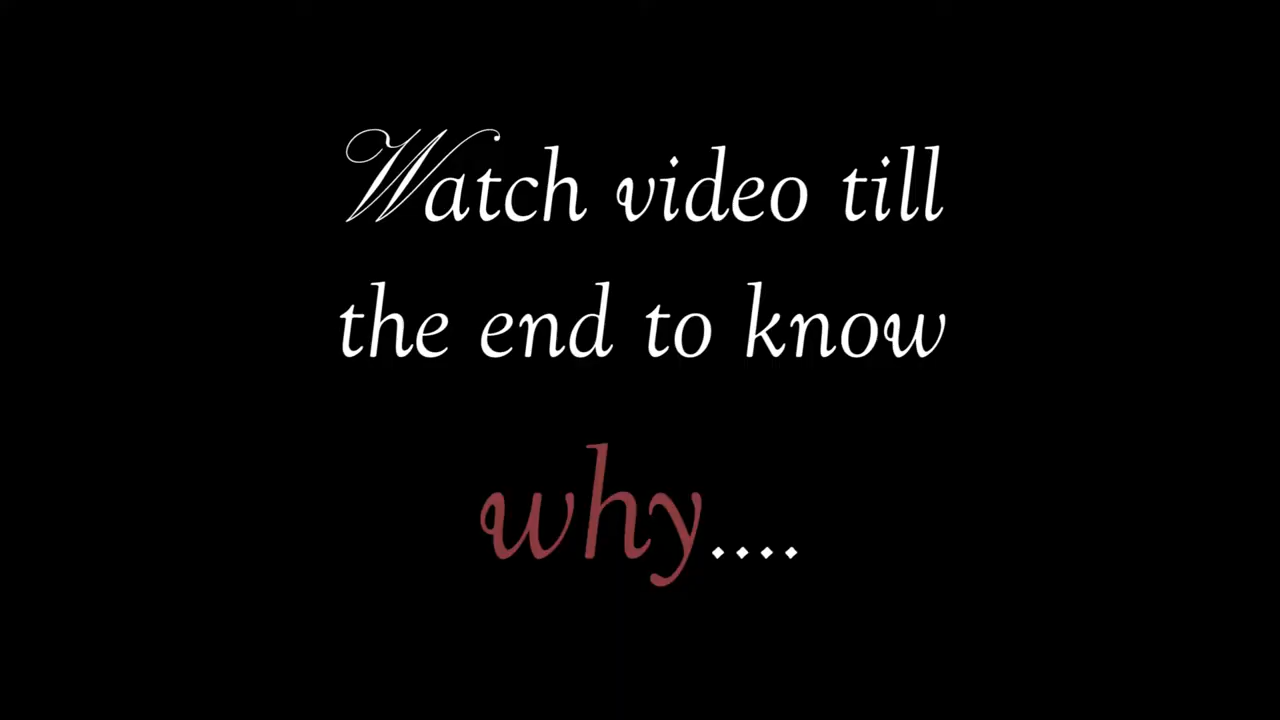 Watch video till
the end to know
why....